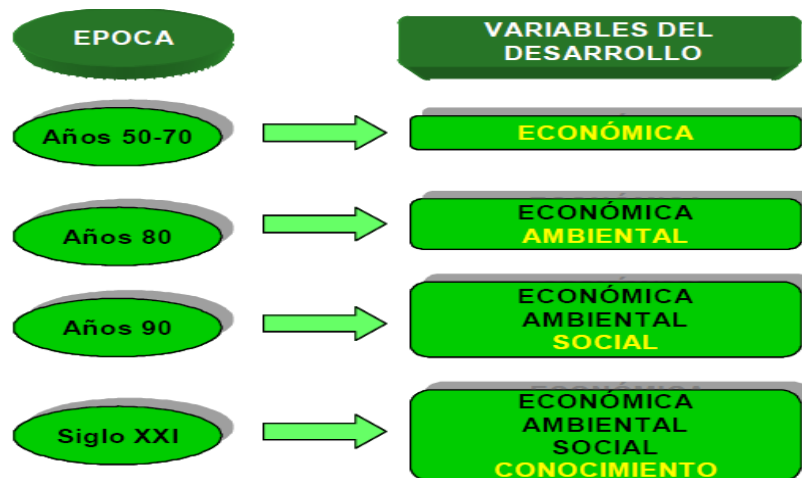 EPOCA
VARIABLES DEL
DESARROLLO
Años 50-70
ECONÓMICA
Años 80
ECONÓMICA
AMBIENTAL
Años 90
ECONÓMICA
AMBIENTAL
SOCIAL
Siglo XXI
ECONÓMICA
AMBIENTAL
SOCIAL
CONOCIMIENTO